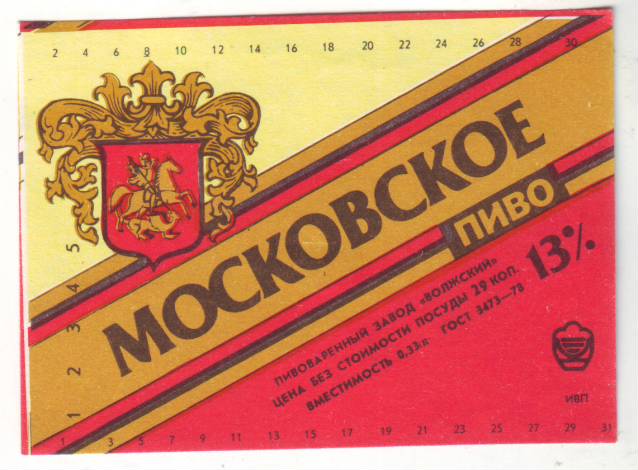 2 4 6 8 10 12 14 16 18 20 22 24 26 28 30
МОСКОВСКОЕ
ПИВО
13%
ПИВОВАРЕННЫЙ ЗАВОД «ВОЛЖСКИЙ»
ЦЕНА БЕЗ СТОИМОСТИ ПОСУДЫ 29 КОП.
ВМЕСТИМОСТЬ 0,33л ГОСТ 3473—78
ИВП
5
4
3
2
1
1 3 5 7 9 11 13 15 17 19 21 23 25 27 29 31